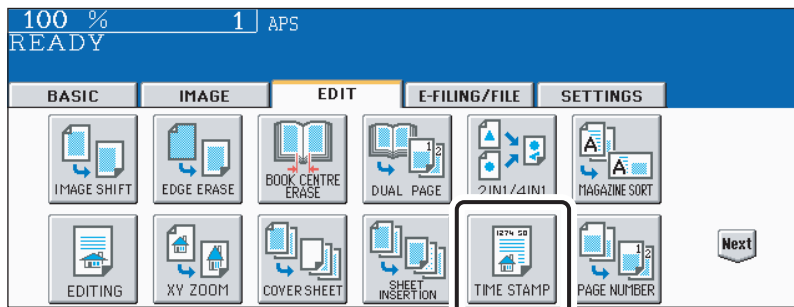 100 % 1 APS
READY
BASIC IMAGE EDIT E-FILING/FILE SETTINGS
IMAGE SHIFT EDGE ERASE BOOK CENTRE ERASE DUAL PAGE 2IN1/4IN1 MAGAZINE SORT
EDITING XY ZOOM COVER SHEET SHEET INSERTION TIME STAMP PAGE NUMBER Next